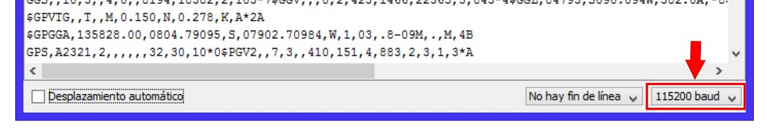 $GPVTG,,T,,M,0.150,N,0.278,K,A*2A
$GPGGA,135828.00,0804.79095,S,07902.70984,W,1,03,.8-09M,.,M,4B
GPS,A2321,2,,,,,,32,30,10*0$PGV2,,7,3,,410,151,4,883,2,3,1,3*A
Desplazamiento automático
No hay fin de línea
115200 baud